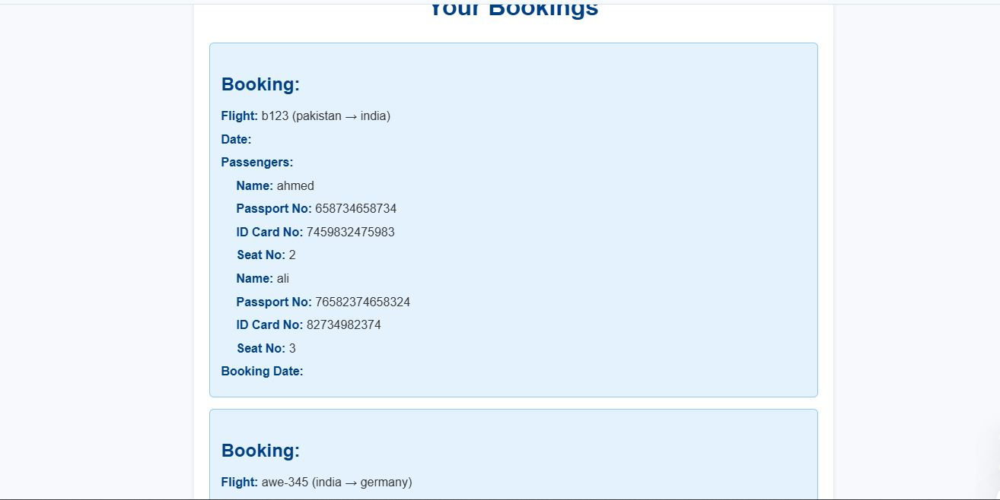 Your Bookings
Booking:
Flight: b123 (pakistan → india)
Date:
Passengers:
Name: ahmed
Passport No: 658734658734
ID Card No: 7459832475983
Seat No: 2
Name: ali
Passport No: 76582374658324
ID Card No: 82734982374
Seat No: 3
Booking Date:
Booking:
Flight: awe-345 (india → germany)